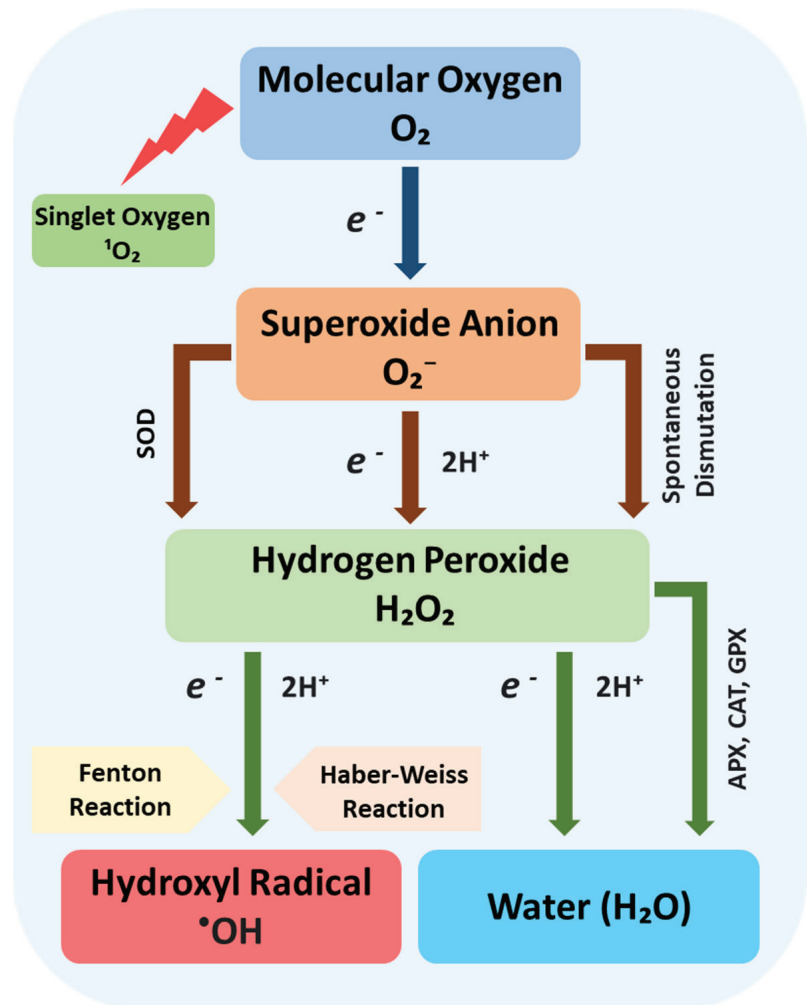 Molecular Oxygen
O₂
Singlet Oxygen
¹O₂
e -
Superoxide Anion
O₂⁻
SOD
e -
2H⁺
Spontaneous
Dismutation
Hydrogen Peroxide
H₂O₂
e -
2H⁺
e -
2H⁺
APX, CAT, GPX
Fenton
Reaction
Haber-Weiss
Reaction
Hydroxyl Radical
•OH
Water (H₂O)